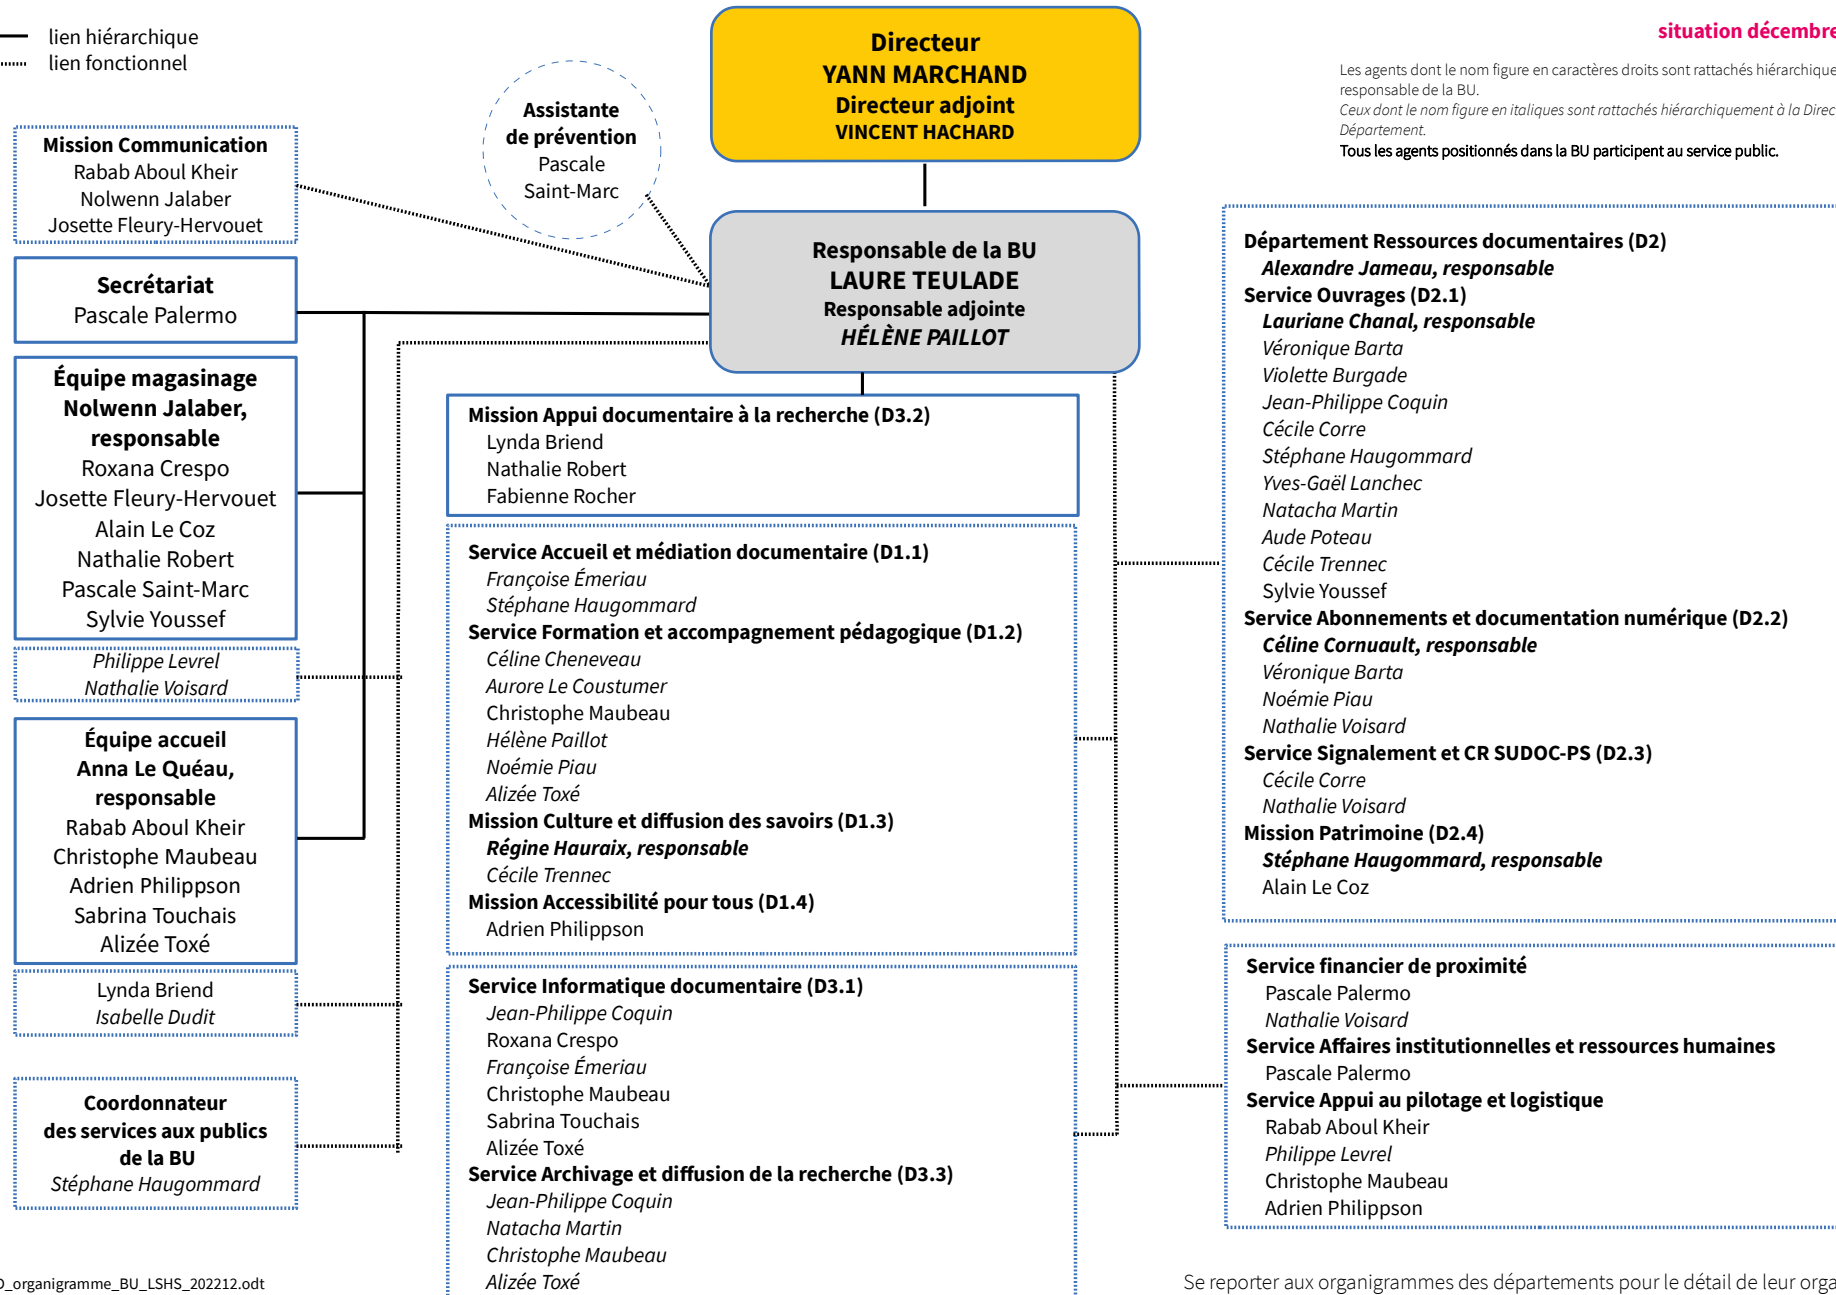 lien hiérarchique
lien fonctionnel
Directeur
YANN MARCHAND
Directeur adjoint
VINCENT HACHARD
situation décembre
Les agents dont le nom figure en caractères droits sont rattachés hiérarchique
responsable de la BU.
Ceux dont le nom figure en italiques sont rattachés hiérarchiquement à la Direc
Département.
Tous les agents positionnés dans la BU participent au service public.
Assistante
de prévention
Pascale
Saint-Marc
Mission Communication
Rabab Aboul Kheir
Nolwenn Jalaber
Josette Fleury-Hervouet
Secrétariat
Pascale Palermo
Équipe magasinage
Nolwenn Jalaber,
responsable
Roxana Crespo
Josette Fleury-Hervouet
Alain Le Coz
Nathalie Robert
Pascale Saint-Marc
Sylvie Youssef
Philippe Levrel
Nathalie Voisard
Équipe accueil
Anna Le Quéau,
responsable
Rabab Aboul Kheir
Christophe Maubeau
Adrien Philippson
Sabrina Touchais
Alizée Toxé
Lynda Briend
Isabelle Dudit
Coordonnateur
des services aux publics
de la BU
Stéphane Haugommard
Responsable de la BU
LAURE TEULADE
Responsable adjointe
HÉLÈNE PAILLOT
Mission Appui documentaire à la recherche (D3.2)
Lynda Briend
Nathalie Robert
Fabienne Rocher
Service Accueil et médiation documentaire (D1.1)
Françoise Émeriau
Stéphane Haugommard
Service Formation et accompagnement pédagogique (D1.2)
Céline Cheneveau
Aurore Le Coustumer
Christophe Maubeau
Hélène Paillot
Noémie Piau
Alizée Toxé
Mission Culture et diffusion des savoirs (D1.3)
Régine Hauraix, responsable
Cécile Trennec
Mission Accessibilité pour tous (D1.4)
Adrien Philippson
Service Informatique documentaire (D3.1)
Jean-Philippe Coquin
Roxana Crespo
Françoise Émeriau
Christophe Maubeau
Sabrina Touchais
Alizée Toxé
Service Archivage et diffusion de la recherche (D3.3)
Jean-Philippe Coquin
Natacha Martin
Christophe Maubeau
Alizée Toxé
Département Ressources documentaires (D2)
Alexandre Jameau, responsable
Service Ouvrages (D2.1)
Lauriane Chanal, responsable
Véronique Barta
Violette Burgade
Jean-Philippe Coquin
Cécile Corre
Stéphane Haugommard
Yves-Gaël Lanchec
Natacha Martin
Aude Poteau
Cécile Trennec
Sylvie Youssef
Service Abonnements et documentation numérique (D2.2)
Céline Cornuault, responsable
Véronique Barta
Noémie Piau
Nathalie Voisard
Service Signalement et CR SUDOC-PS (D2.3)
Cécile Corre
Nathalie Voisard
Mission Patrimoine (D2.4)
Stéphane Haugommard, responsable
Alain Le Coz
Service financier de proximité
Pascale Palermo
Nathalie Voisard
Service Affaires institutionnelles et ressources humaines
Pascale Palermo
Service Appui au pilotage et logistique
Rabab Aboul Kheir
Philippe Levrel
Christophe Maubeau
Adrien Philippson
D_organigramme_BU_LSHS_202212.odt
Se reporter aux organigrammes des départements pour le détail de leur orga